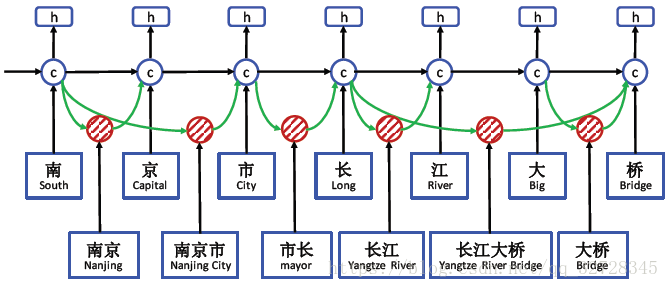 h h h h h h h
c c c c c c c
南 京 市 长 江 大 桥
South Capital City Long River Big Bridge
南京 南京市 市长 长江 长江大桥 大桥
Nanjing Nanjing City mayor Yangtze River Yangtze River Bridge Bridge